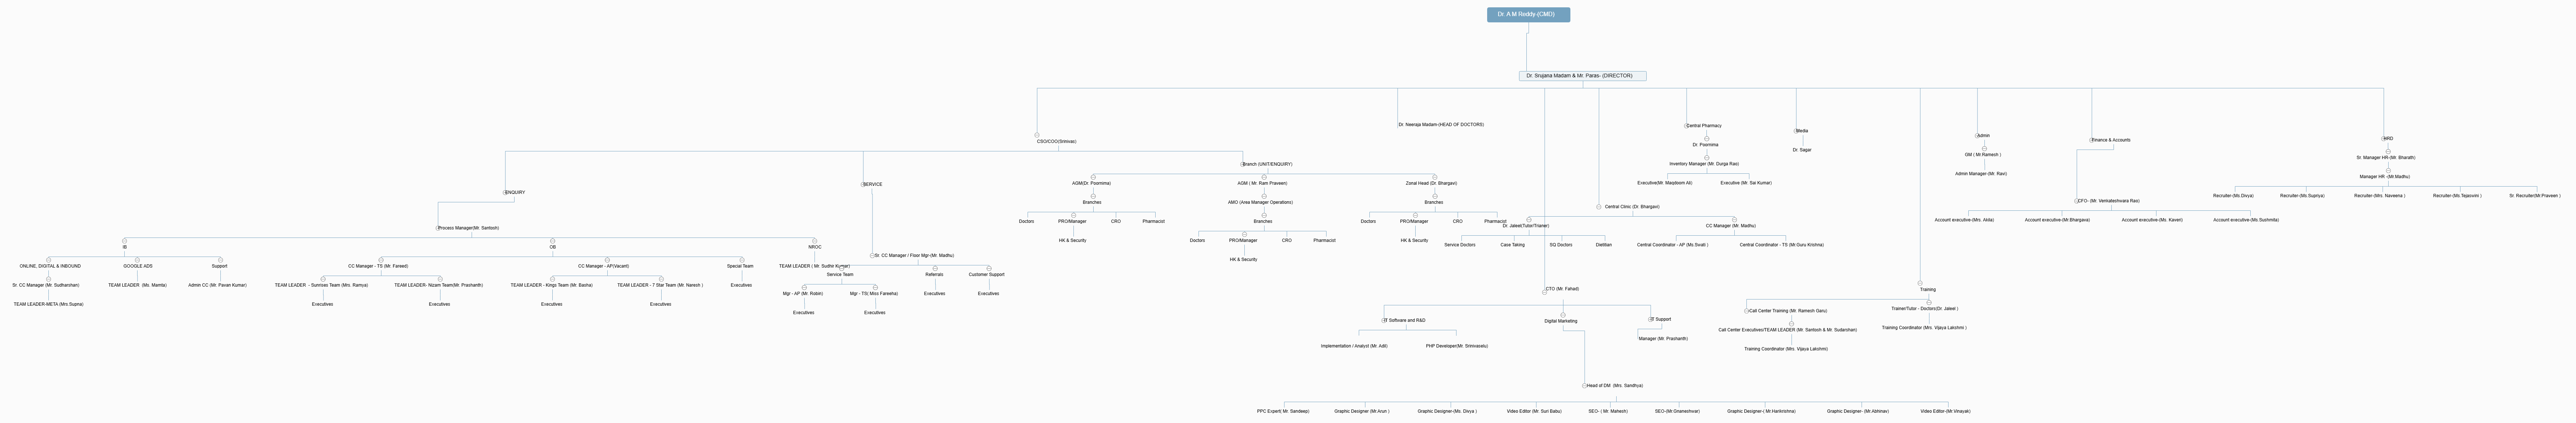 Dr. A M Reddy-(CMD)
Dr. Srujana Madam & Mr. Paras- (DIRECTOR)
CSO/COO(Srinivas)
Dr. Neeraja Madam-(HEAD OF DOCTORS)
Central Pharmacy
Dr. Poornima
Inventory Manager (Mr. Durga Rao)
Executive(Mr. Maqdoom Ali)
Executive (Mr. Sai Kumar)
Media
Dr. Sagar
Admin
GM ( Mr.Ramesh )
Admin Manager-(Mr. Ravi)
Finance & Accounts
CFO- (Mr. Venkateshwara Rao)
Account executive-(Mrs. Akila)
Account executive-(Mr.Bhargava)
Account executive-(Ms. Kaveri)
Account executive-(Ms.Sushmita)
HRD
Sr. Manager HR-(Mr. Bharath)
Manager HR -(Mr.Madhu)
Recruiter-(Ms.Divya)
Recruiter-(Ms.Supriya)
Recruiter-(Mrs. Naveena )
Recruiter-(Ms.Tejasvini )
Sr. Recruiter(Mr.Praveen )
ENQUIRY
SERVICE
Branch (UNIT/ENQUIRY)
Process Manager(Mr. Santosh)
IB
OB
NROC
ONLINE, DIGITAL & INBOUND
GOOGLE ADS
Support
Sr. CC Manager (Mr. Sudharshan)
TEAM LEADER (Ms. Mamta)
Admin CC (Mr. Pavan Kumar)
TEAM LEADER-META (Mrs.Supna)
CC Manager - TS (Mr. Fareed)
CC Manager - AP(Vacant)
Special Team
TEAM LEADER - Sunrises Team (Mrs. Ramya)
TEAM LEADER- Nizam Team(Mr. Prashanth)
TEAM LEADER - Kings Team (Mr. Basha)
TEAM LEADER - 7 Star Team (Mr. Naresh )
Executives
Executives
Executives
Executives
Executives
TEAM LEADER ( Mr. Sudhir Kumar)
Sr. CC Manager / Floor Mgr-(Mr. Madhu)
Service Team
Referrals
Customer Support
Mgr - AP (Mr. Robin)
Mgr - TS( Miss Fareeha)
Executives
Executives
Executives
Executives
AGM(Dr. Poornima)
AGM ( Mr. Ram Praveen)
Zonal Head (Dr. Bhargavi)
Branches
AMO (Area Manager Operations)
Branches
Doctors
PRO/Manager
CRO
Pharmacist
HK & Security
Branches
Doctors
PRO/Manager
CRO
Pharmacist
HK & Security
Doctors
PRO/Manager
CRO
Pharmacist
HK & Security
Central Clinic (Dr. Bhargavi)
Dr. Jaleel(Tutor/Trianer)
CC Manager (Mr. Madhu)
Service Doctors
Case Taking
SQ Doctors
Dietitian
Central Coordinator - AP (Ms.Swati )
Central Coordinator - TS (Mr.Guru Krishna)
CTO (Mr. Fahad)
IT Software and R&D
Digital Marketing
IT Support
Implementation / Analyst (Mr. Adil)
PHP Developer(Mr. Srinivaselu)
Manager (Mr. Prashanth)
Head of DM (Mrs. Sandhya)
PPC Expert( Mr. Sandeep)
Graphic Designer (Mr.Arun )
Graphic Designer-(Ms. Divya )
Video Editor (Mr. Suri Babu)
SEO- ( Mr. Mahesh)
SEO-(Mr.Gnaneshwar)
Graphic Designer-( Mr.Harikrishna)
Graphic Designer- (Mr.Abhinav)
Video Editor-(Mr.Vinayak)
Training
Call Center Training (Mr. Ramesh Garu)
Trainer/Tutor - Doctors(Dr. Jaleel )
Call Center Executives/TEAM LEADER (Mr. Santosh & Mr. Sudarshan)
Training Coordinator (Mrs. Vijaya Lakshmi )
Training Coordinator (Mrs. Vijaya Lakshmi)